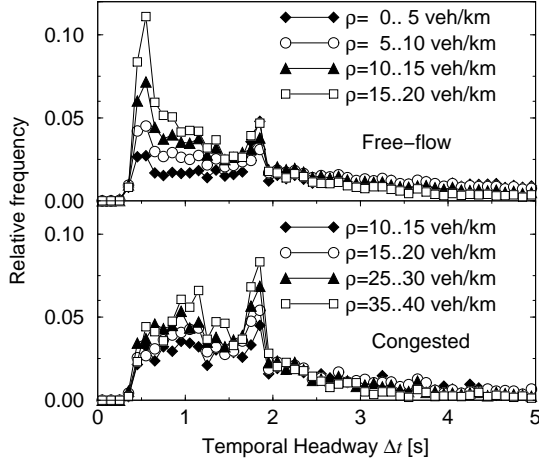 0.10
0.05
0.00
ρ= 0.. 5 veh/km
ρ= 5..10 veh/km
ρ=10..15 veh/km
ρ=15..20 veh/km
Free−flow
Relative frequency
0.10
0.05
0.00
ρ=10..15 veh/km
ρ=15..20 veh/km
ρ=25..30 veh/km
ρ=35..40 veh/km
Congested
0 1 2 3 4 5
Temporal Headway Δt [s]